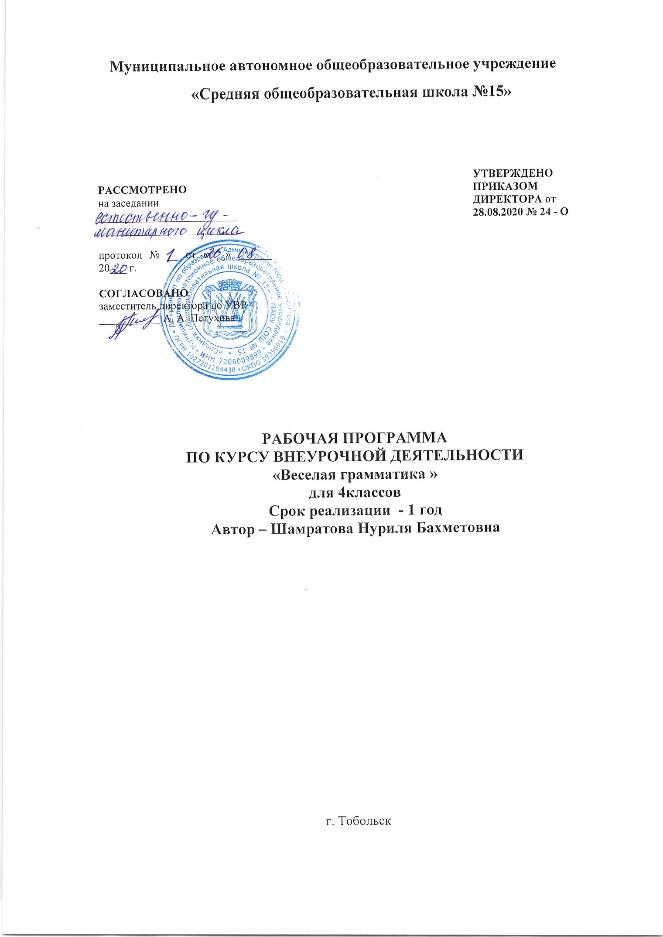 Муниципальное автономное общеобразовательное учреждение
«Средняя общеобразовательная школа №15»
УТВЕРЖДЕНО
ПРИКАЗОМ
ДИРЕКТОРА от
28.08.2020 № 24 - О
РАССМОТРЕНО
на заседании
естественно-гу-
манитарного цикла
протокол № 1 от «26» 08
2020 г.
СОГЛАСОВАНО
заместитель директора по УВР
А. А. Петухова
РАБОЧАЯ ПРОГРАММА
ПО КУРСУ ВНЕУРОЧНОЙ ДЕЯТЕЛЬНОСТИ
«Веселая грамматика »
для 4классов
Срок реализации - 1 год
Автор – Шамратова Нуриля Бахметовна
г. Тобольск